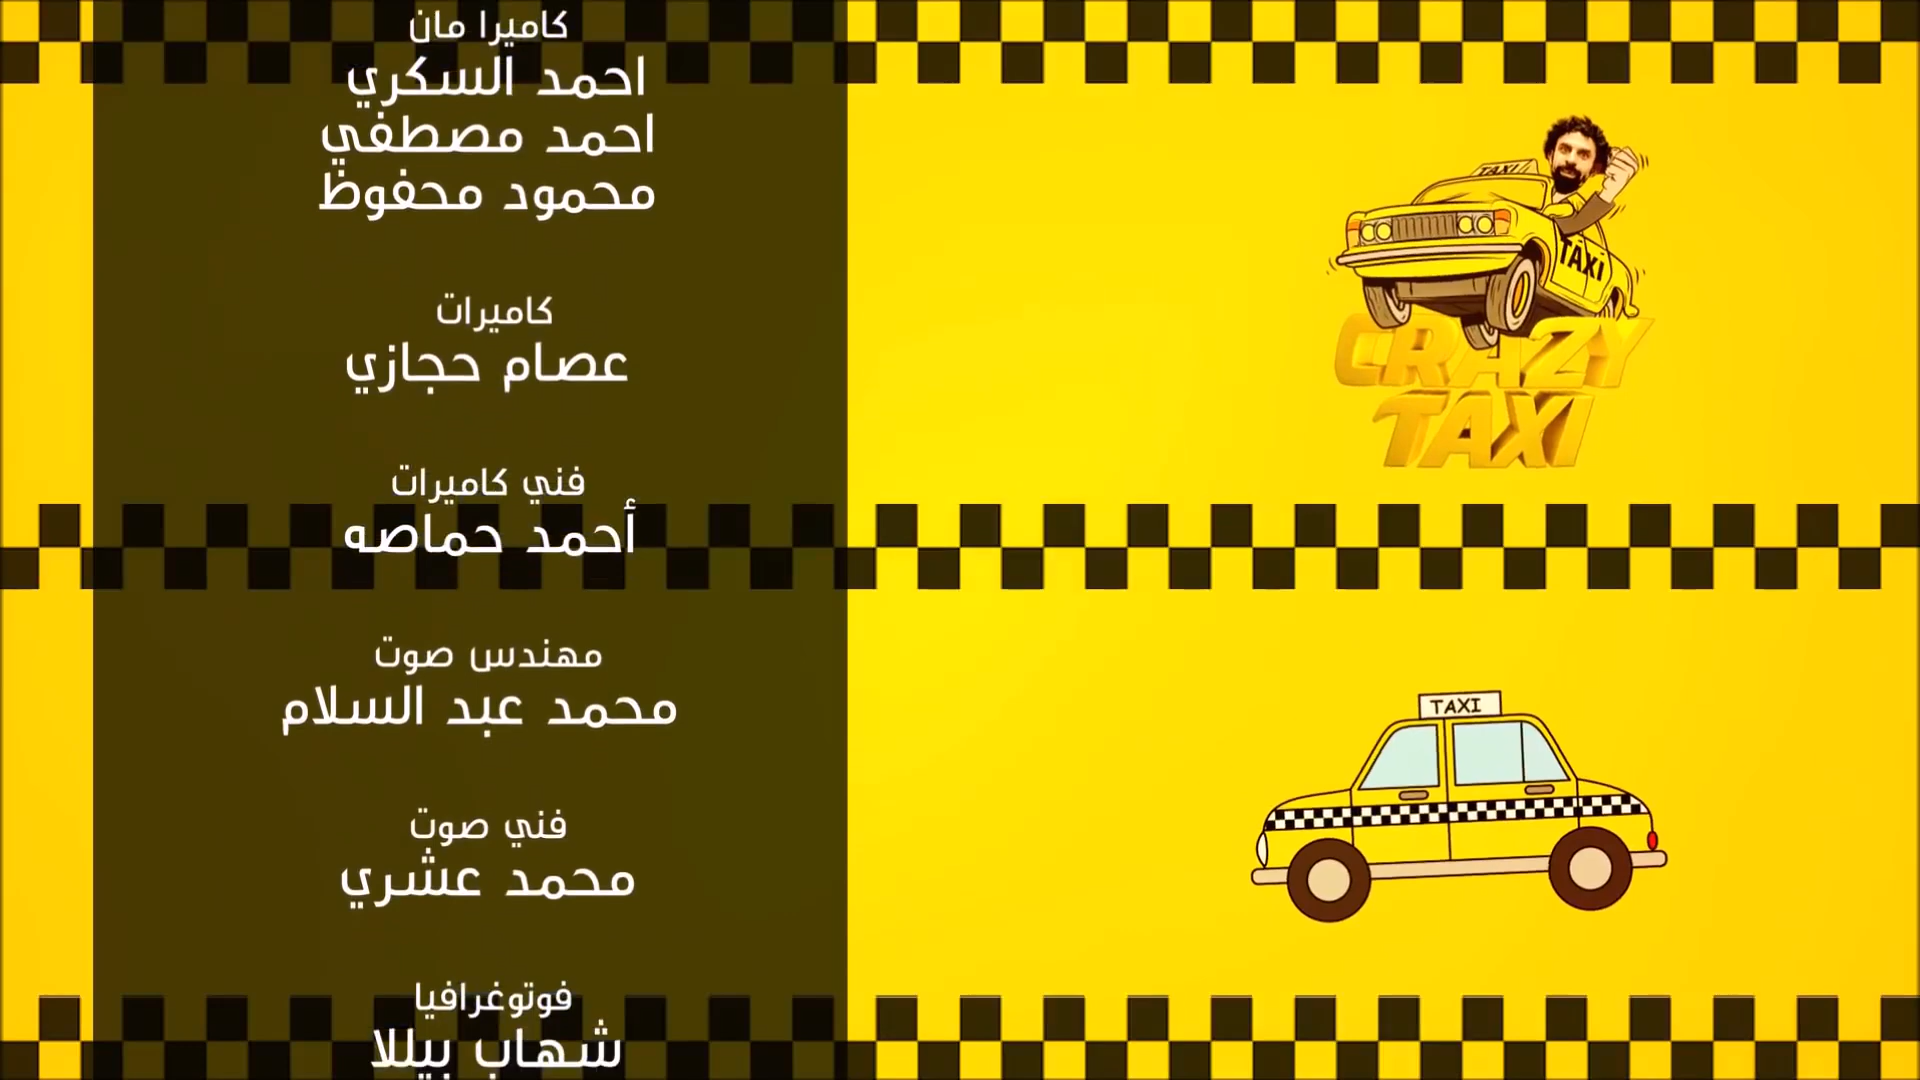 كاميرا مان
احمد السكري
احمد مصطفي
محمود محفوظ
كاميرات
عصام حجازي
فني كاميرات
أحمد حماصه
مهندس صوت
محمد عبد السلام
فني صوت
محمد عشري
فوتوغرافيا
شهاب بيللا
TAXI
TAXI
CRAZY
TAXI
TAXI